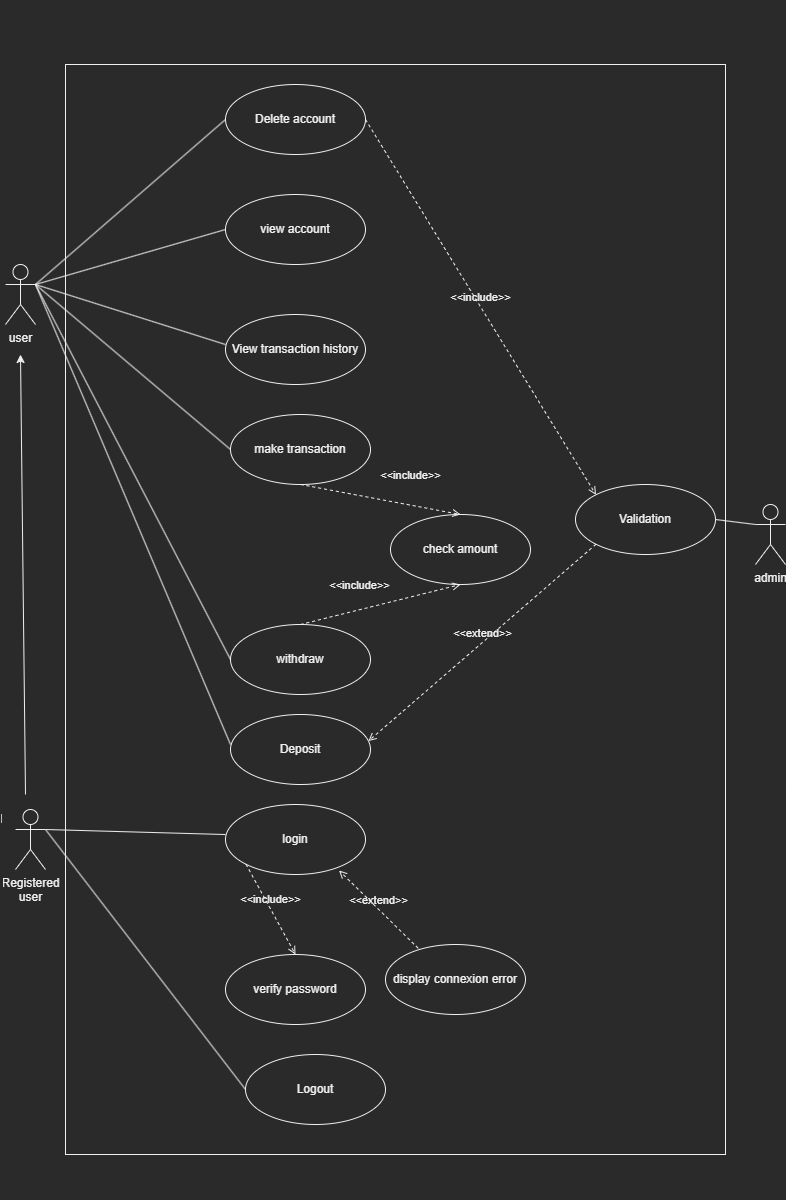 Delete account
view account
<<include>>
user
View transaction history
make transaction
<<include>>
Validation
check amount
admin
<<include>>
<<extend>>
withdraw
Deposit
login
Registered
user
<<include>>
<<extend>>
verify password
display connexion error
Logout